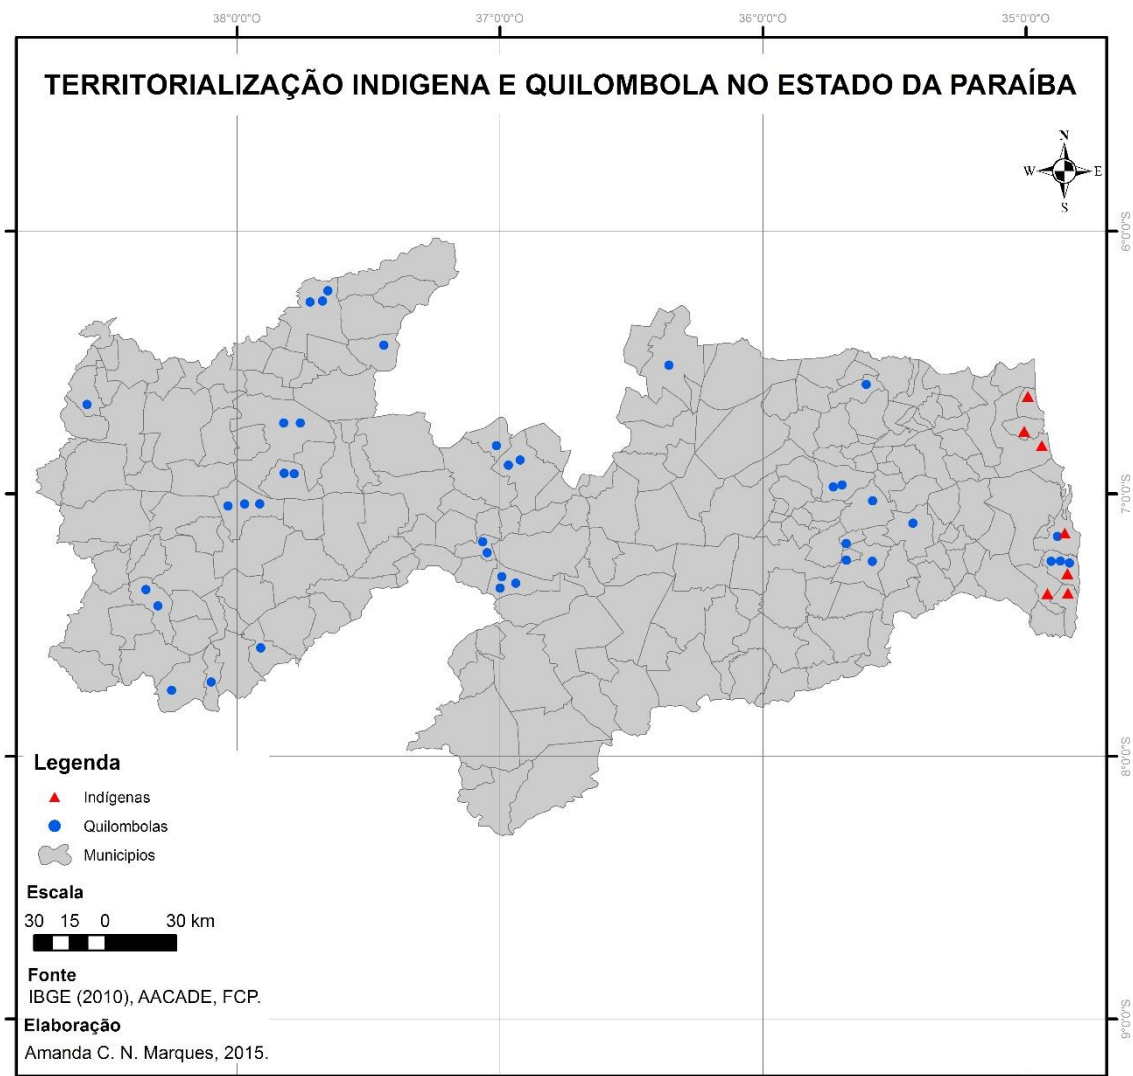 38°0'0"O
37°0'0"O
36°0'0"O
35°0'0"O
TERRITORIALIZAÇÃO INDIGENA E QUILOMBOLA NO ESTADO DA PARAÍBA
N
W
E
S
6°0'0"S
7°0'0"S
8°0'0"S
9°0'0"S
Legenda
Indígenas
Quilombolas
Municipios
Escala
30 15 0 30 km
Fonte
IBGE (2010), AACADE, FCP.
Elaboração
Amanda C. N. Marques, 2015.